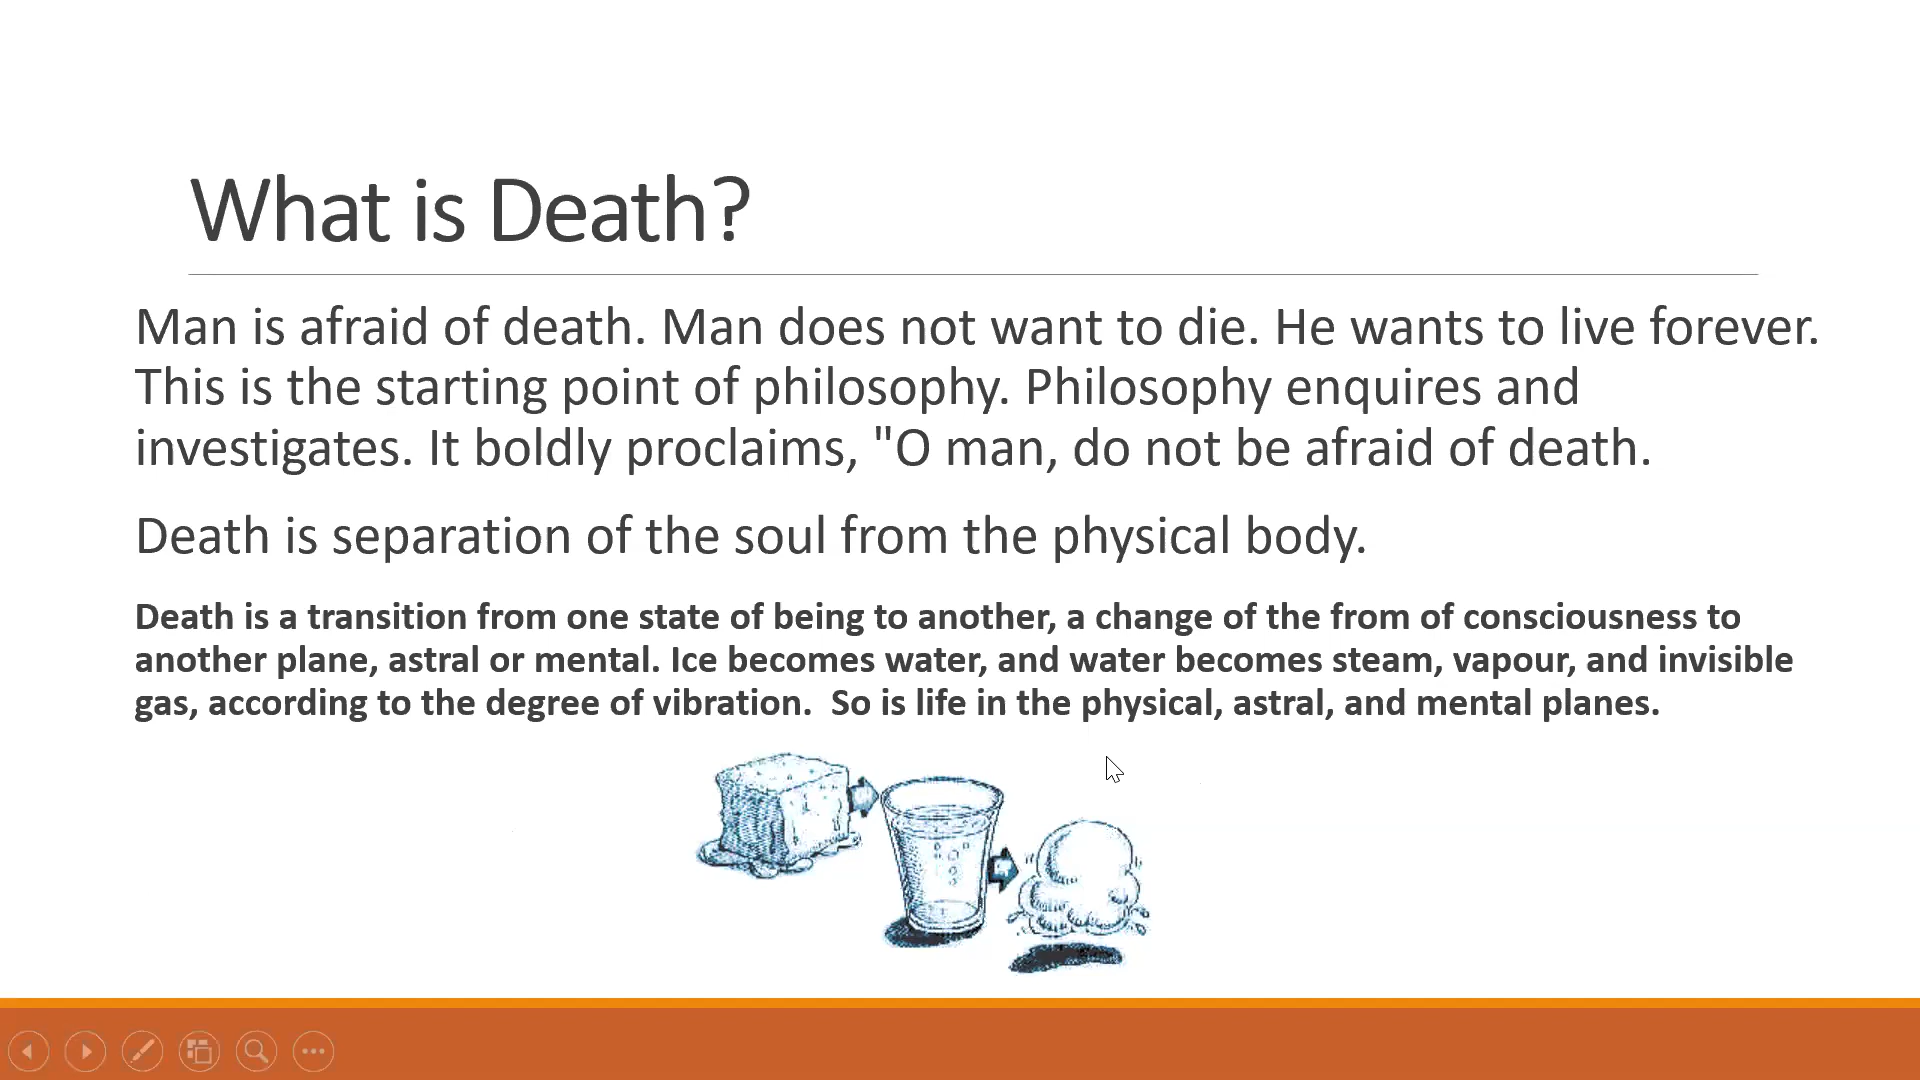 What is Death?
Man is afraid of death. Man does not want to die. He wants to live forever.
This is the starting point of philosophy. Philosophy enquires and
investigates. It boldly proclaims, "O man, do not be afraid of death.
Death is separation of the soul from the physical body.
Death is a transition from one state of being to another, a change of the from of consciousness to
another plane, astral or mental. Ice becomes water, and water becomes steam, vapour, and invisible
gas, according to the degree of vibration.  So is life in the physical, astral, and mental planes.